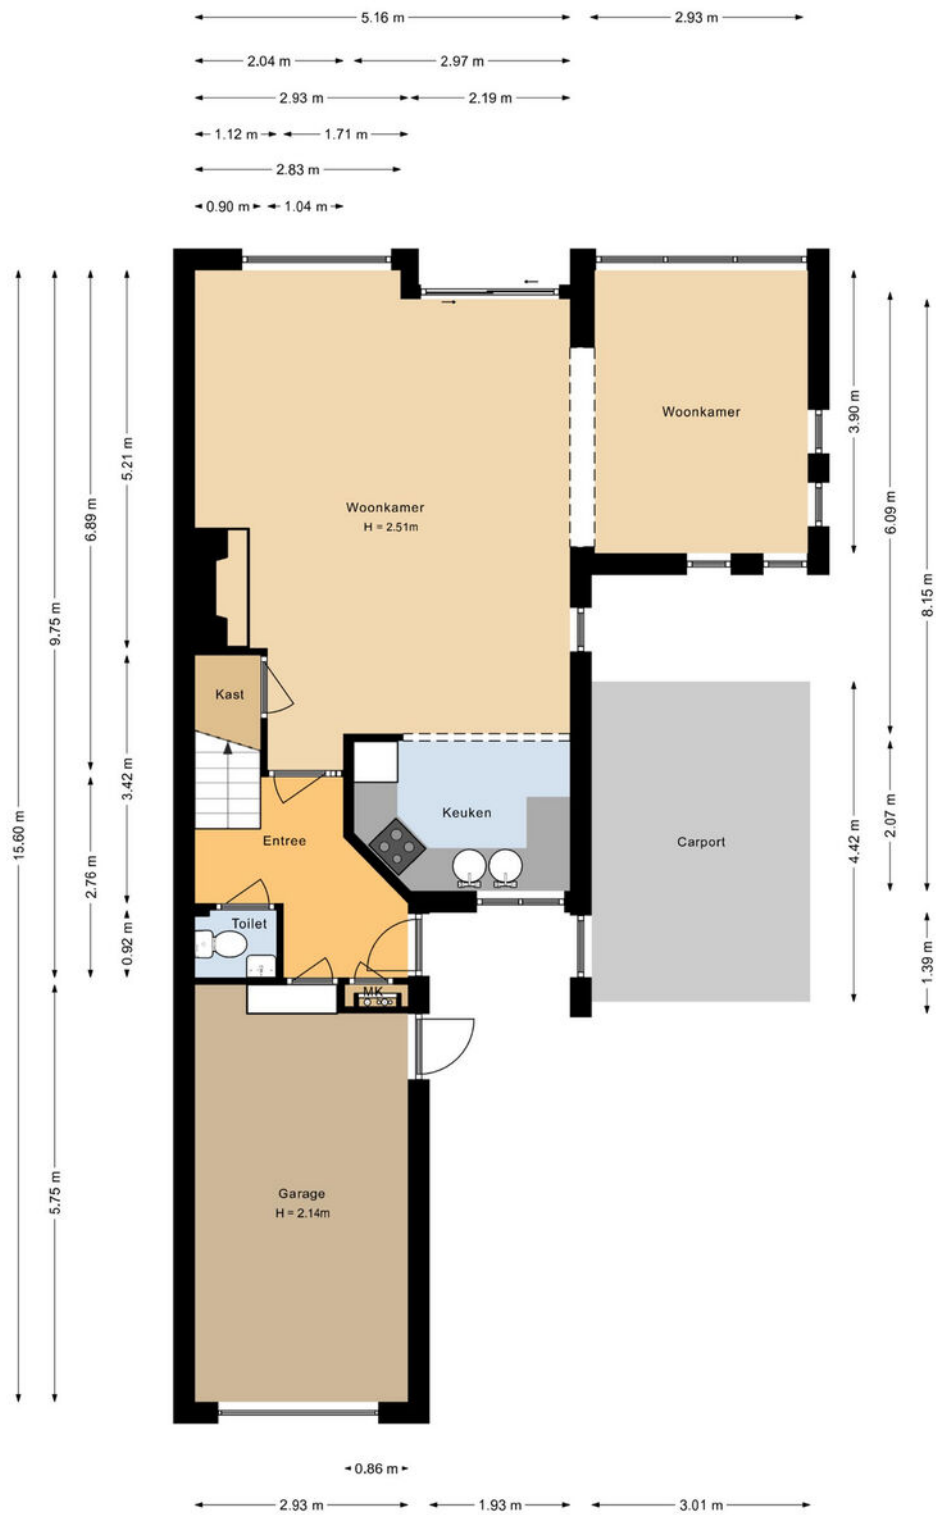 5.16 m
2.93 m
2.04 m
2.97 m
2.93 m
2.19 m
1.12 m
1.71 m
2.83 m
0.90 m
1.04 m
15.60 m
9.75 m
5.75 m
6.89 m
2.76 m
5.21 m
3.42 m
0.92 m
Woonkamer
H = 2.51m
Woonkamer
Kast
Keuken
Entree
Toilet
MK
Carport
Garage
H = 2.14m
3.90 m
4.42 m
6.09 m
2.07 m
8.15 m
1.39 m
0.86 m
2.93 m
1.93 m
3.01 m